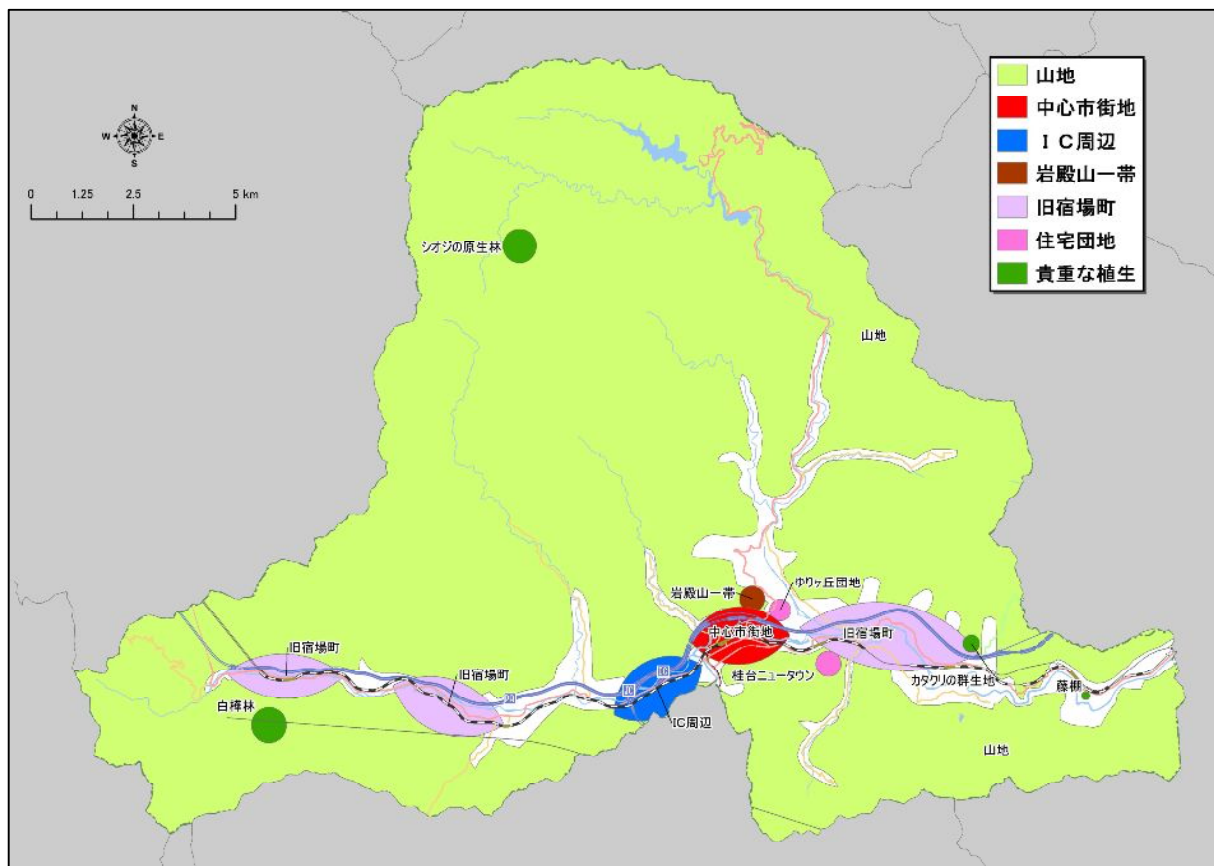 N
W
E
S
0 1.25 2.5 5 km
山地
中心市街地
ＩＣ周辺
岩殿山一帯
旧宿場町
住宅団地
貴重な植生
シオジの原生林
山地
岩殿山一帯
ゆりヶ丘団地
中心市街地
旧宿場町
旧宿場町
旧宿場町
桂台ニュータウン
カタクリの群生地
藤棚
白樺林
IC周辺
山地